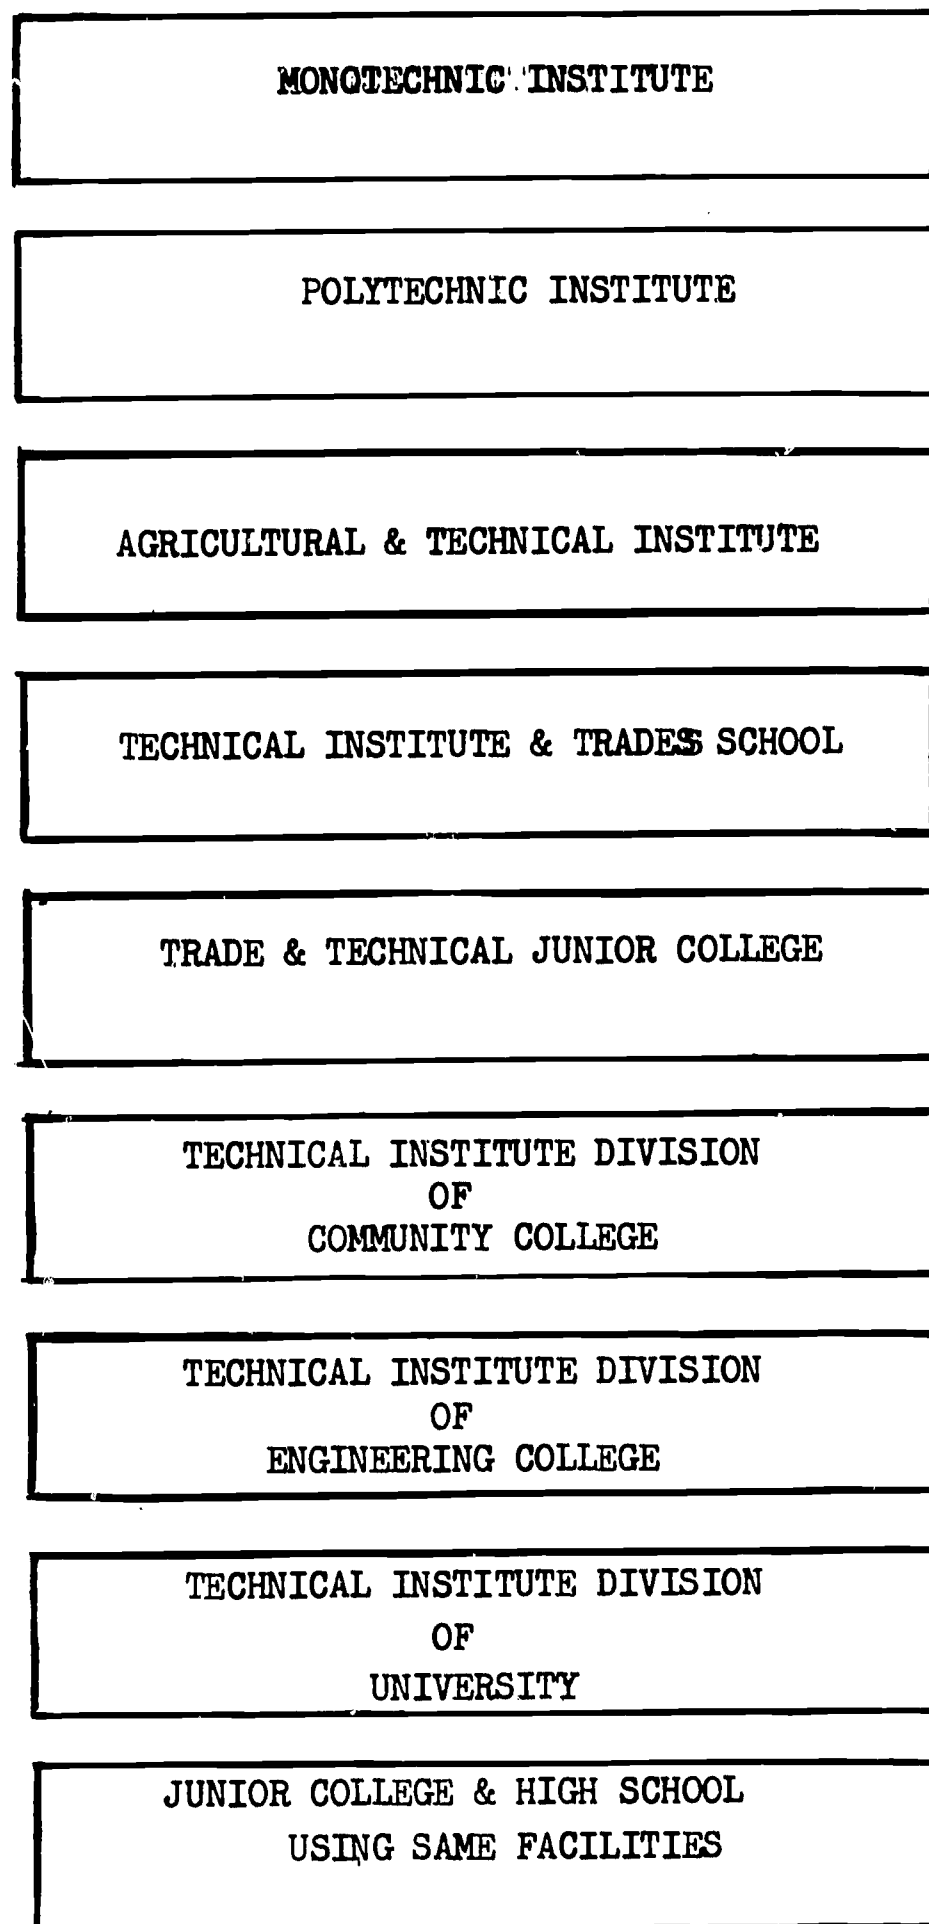 MONOTECHNIC INSTITUTE
POLYTECHNIC INSTITUTE
AGRICULTURAL & TECHNICAL INSTITUTE
TECHNICAL INSTITUTE & TRADES SCHOOL
TRADE & TECHNICAL JUNIOR COLLEGE
TECHNICAL INSTITUTE DIVISION
OF
COMMUNITY COLLEGE
TECHNICAL INSTITUTE DIVISION
OF
ENGINEERING COLLEGE
TECHNICAL INSTITUTE DIVISION
OF
UNIVERSITY
JUNIOR COLLEGE & HIGH SCHOOL
USING SAME FACILITIES